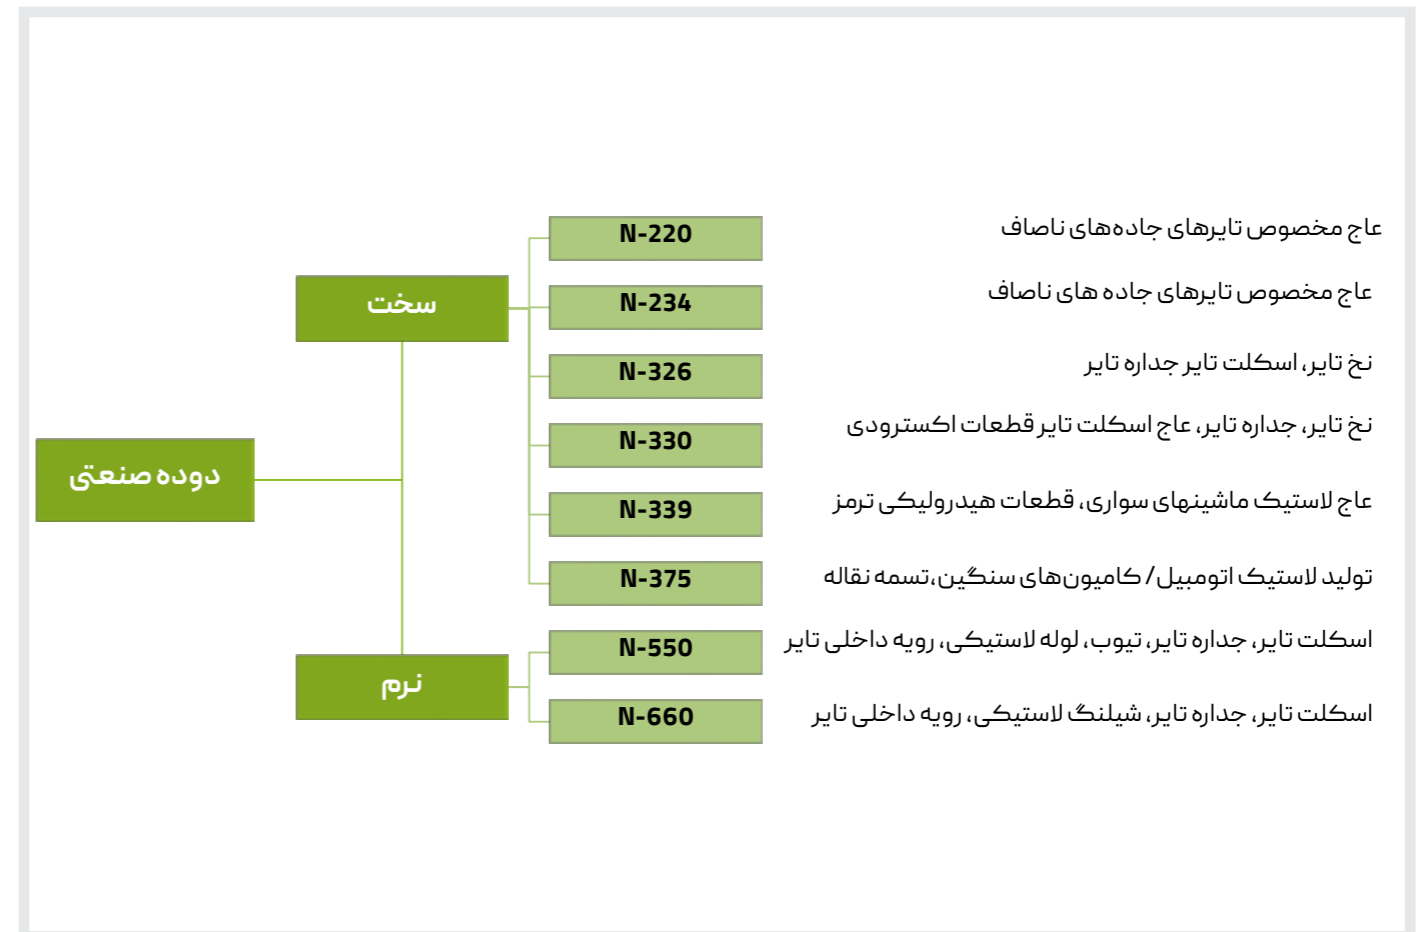 دوده صنعتی
سخت
N-220
عاج مخصوص تایرهای جاده‌های ناصاف
N-234
عاج مخصوص تایرهای جاده های ناصاف
N-326
نخ تایر، اسکلت تایر جداره تایر
N-330
نخ تایر، جداره تایر، عاج اسکلت تایر قطعات اکسترودی
N-339
عاج لاستیک ماشینهای سواری، قطعات هیدرولیکی ترمز
N-375
تولید لاستیک اتومبیل/ کامیون‌های سنگین،تسمه نقاله
نرم
N-550
اسکلت تایر، جداره تایر، تیوب، لوله لاستیکی، رویه داخلی تایر
N-660
اسکلت تایر، جداره تایر، شیلنگ لاستیکی، رویه داخلی تایر